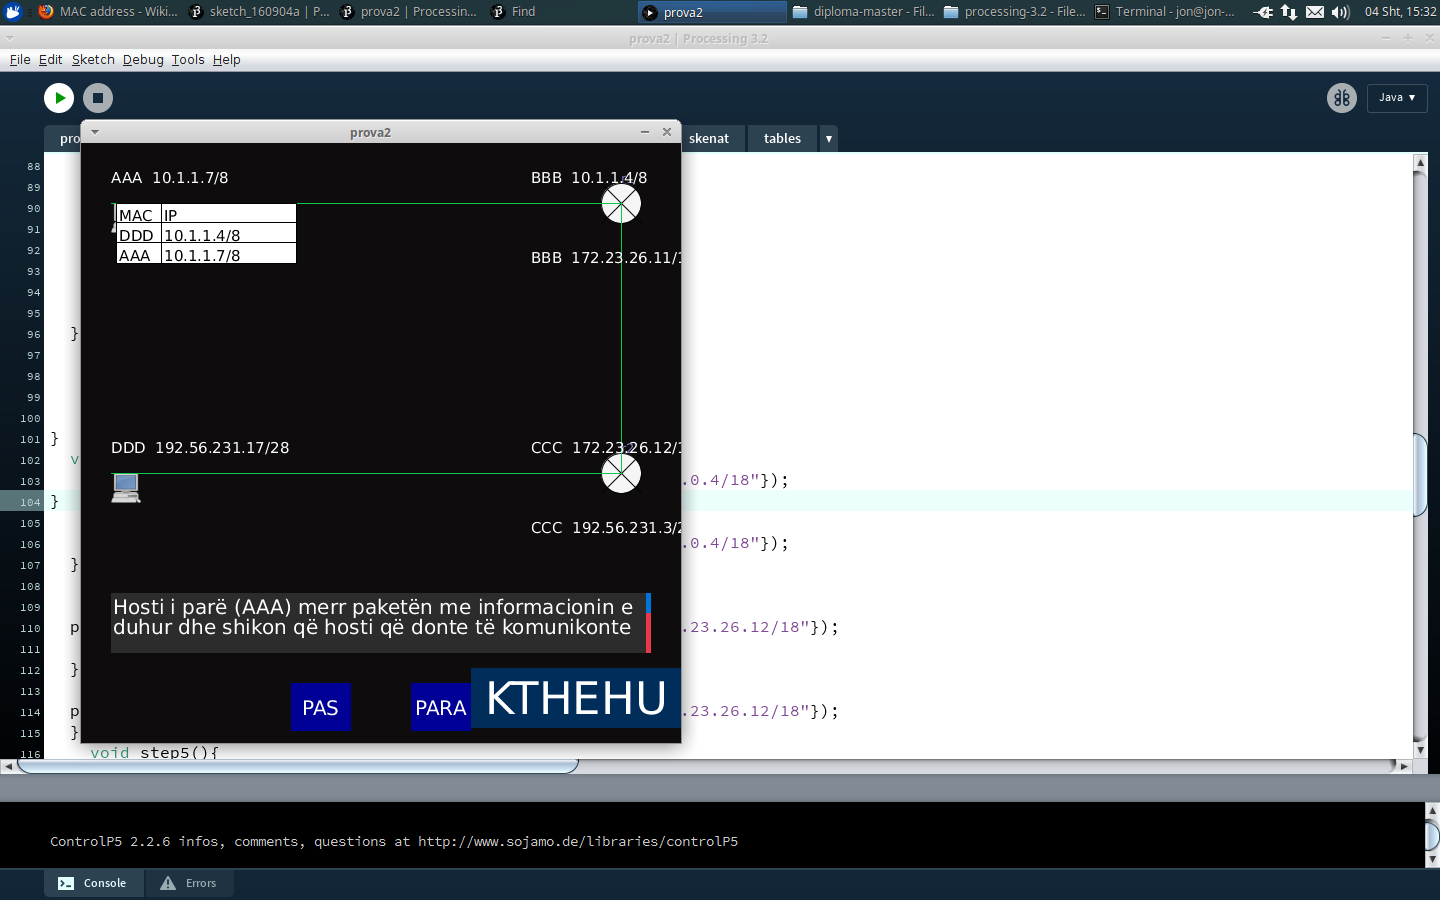 MAC address - Wiki...
sketch_160904a | P...
prova2 | Processin...
Find
prova2
diploma-master - Fil...
processing-3.2 - File...
Terminal - jon@jon-...
04 Sht, 15:32
prova2 | Processing 3.2
File Edit Sketch Debug Tools Help
Java ▾
pro
skenat
tables
prova2
AAA 10.1.1.7/8
BBB 10.1.1.4/8
MAC IP
DDD 10.1.1.4/8
AAA 10.1.1.7/8
BBB 172.23.26.11/1
DDD 192.56.231.17/28
CCC 172.23.26.12/1
CCC 192.56.231.3/2
Hosti i parë (AAA) merr paketën me informacionin e
duhur dhe shikon që hosti që donte të komunikonte
PAS
PARA
KTHEHU
88
89
90
91
92
93
94
95
96 }
97
98
99
100
101 }
102 v
103 .0.4/18"});
104 }
105
106 .0.4/18"});
107 }
108
109
110 p .23.26.12/18"});
111
112 }
113
114 p .23.26.12/18"});
115 }
116 void step5(){
ControlP5 2.2.6 infos, comments, questions at http://www.sojamo.de/libraries/controlP5
Console
Errors